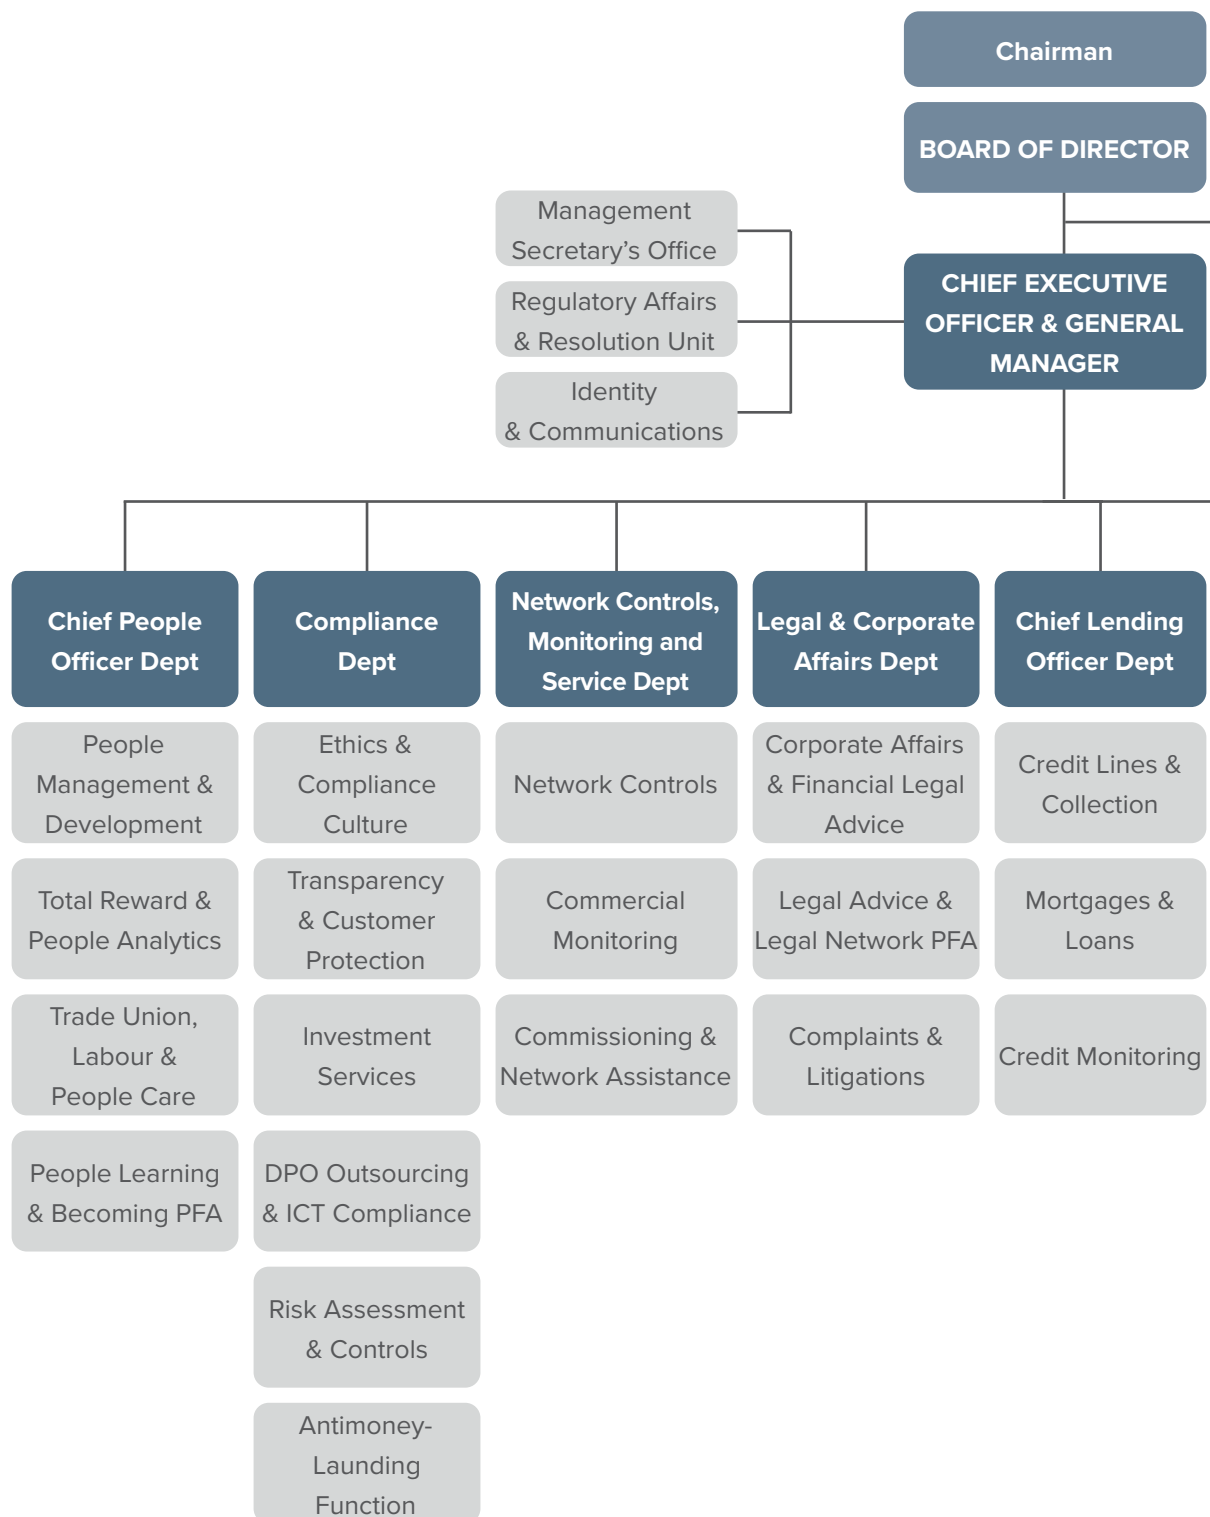 Chairman
BOARD OF DIRECTOR
Management
Secretary’s Office
Regulatory Affairs
& Resolution Unit
Identity
& Communications
CHIEF EXECUTIVE
OFFICER & GENERAL
MANAGER
Chief People
Officer Dept
People
Management &
Development
Total Reward &
People Analytics
Trade Union,
Labour &
People Care
People Learning
& Becoming PFA
Compliance
Dept
Ethics &
Compliance
Culture
Transparency
& Customer
Protection
Investment
Services
DPO Outsourcing
& ICT Compliance
Risk Assessment
& Controls
Antimoney-
Launding
Function
Network Controls,
Monitoring and
Service Dept
Network Controls
Commercial
Monitoring
Commissioning &
Network Assistance
Legal & Corporate
Affairs Dept
Corporate Affairs
& Financial Legal
Advice
Legal Advice &
Legal Network PFA
Complaints &
Litigations
Chief Lending
Officer Dept
Credit Lines &
Collection
Mortgages &
Loans
Credit Monitoring